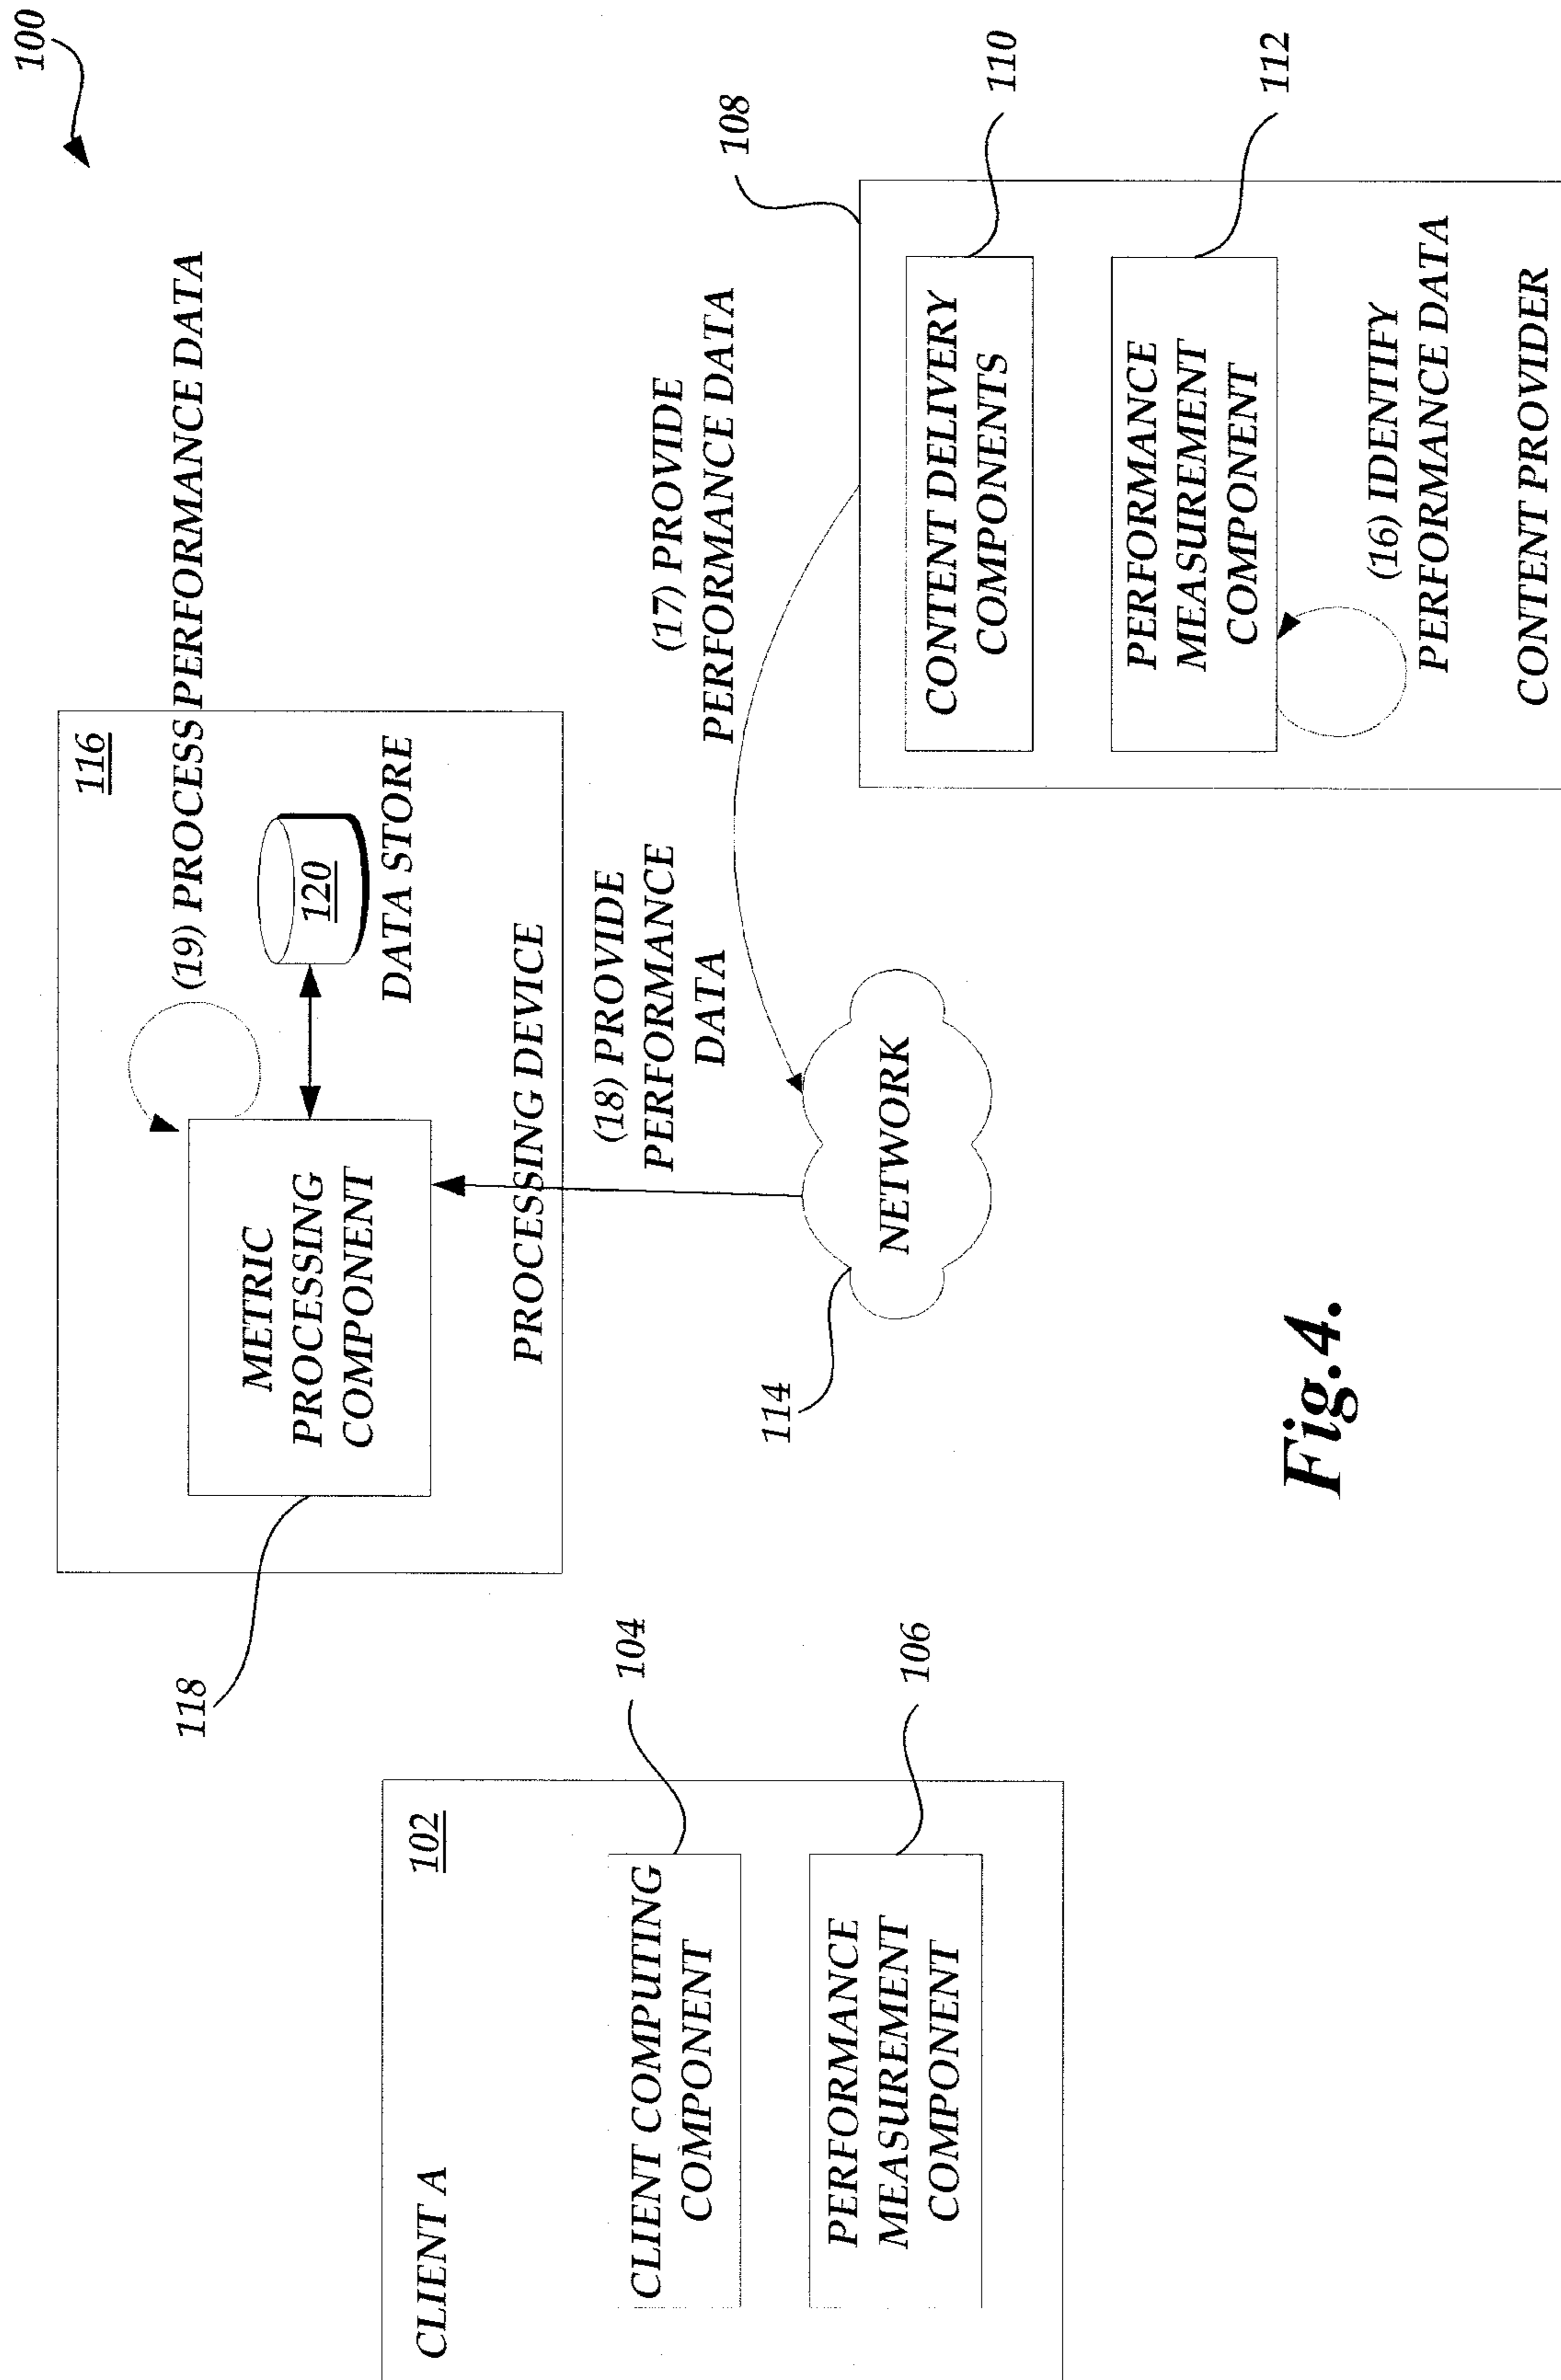 100
116
(19) PROCESS PERFORMANCE DATA
120
DATA STORE
METRIC
PROCESSING
COMPONENT
PROCESSING DEVICE
118
(18) PROVIDE
PERFORMANCE
DATA
(17) PROVIDE
PERFORMANCE DATA
NETWORK
114
CLIENT A
102
CLIENT COMPUTING
COMPONENT
104
PERFORMANCE
MEASUREMENT
COMPONENT
106
108
CONTENT DELIVERY
COMPONENTS
110
PERFORMANCE
MEASUREMENT
COMPONENT
112
(16) IDENTIFY
PERFORMANCE DATA
CONTENT PROVIDER
Fig.4.